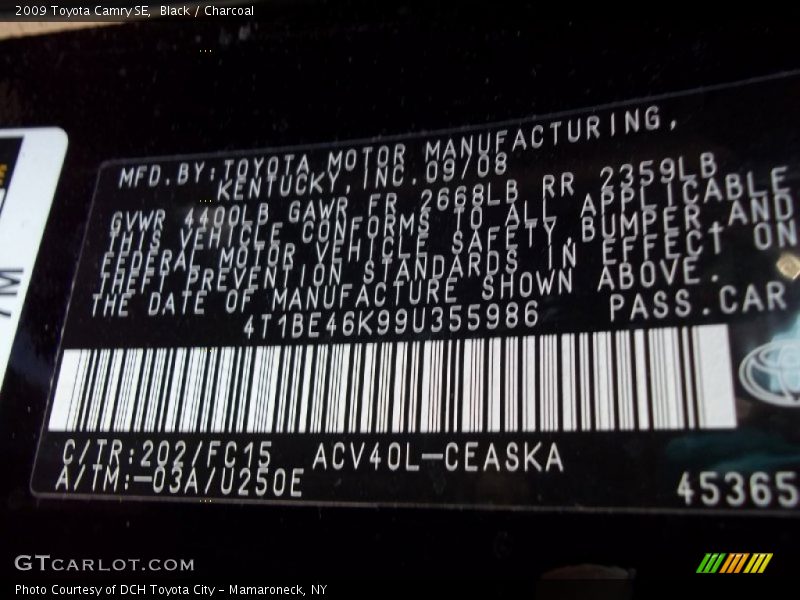 2009 Toyota Camry SE, Black / Charcoal
7M
MFD.BY:TOYOTA MOTOR MANUFACTURING,
KENTUCKY,INC.09/08
GVWR 4400LB GAWR FR 2668LB RR 2359LB
THIS VEHICLE CONFORMS TO ALL APPLICABLE
FEDERAL MOTOR VEHICLE SAFETY,BUMPER,AND
THEFT PREVENTION STANDARDS IN EFFECT ON
THE DATE OF MANUFACTURE SHOWN ABOVE.
4T1BE46K99U355986 PASS.CAR
C/TR:202/FC15 ACV40L-CEASKA
A/TM:-03A/U250E
45365
GTCARLOT.COM
Photo Courtesy of DCH Toyota City - Mamaroneck, NY